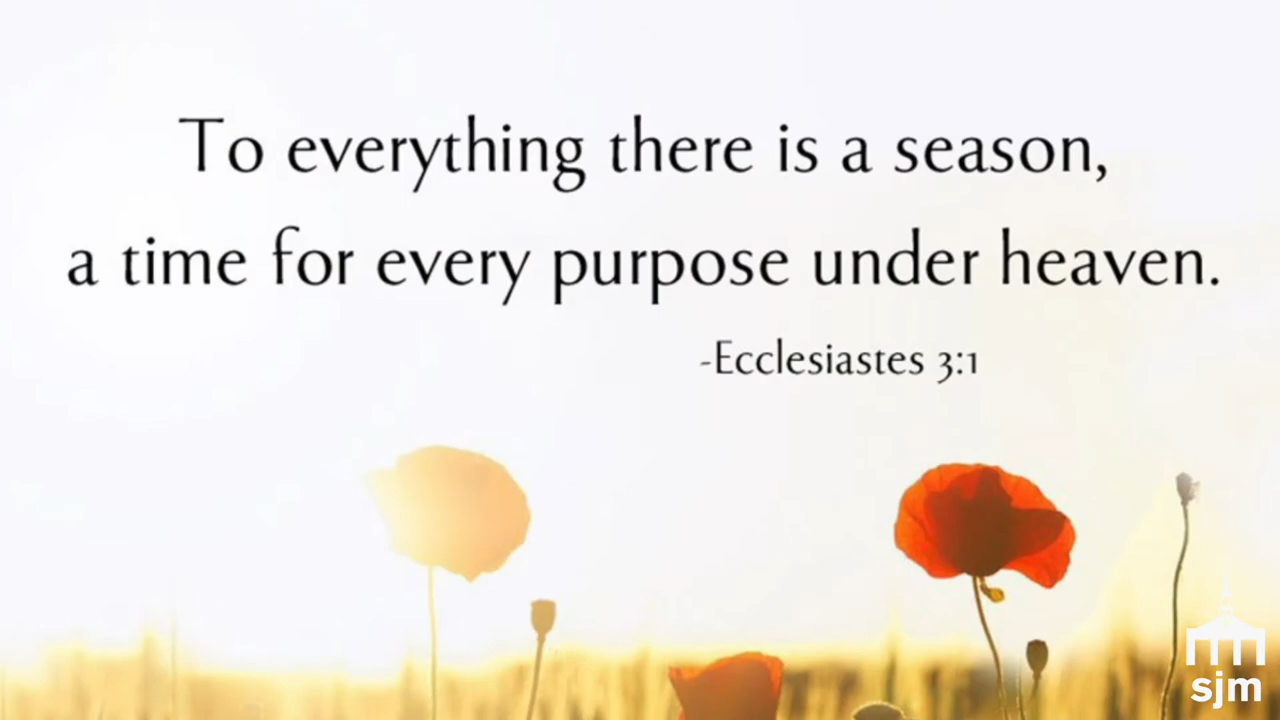 To everything there is a season,
a time for every purpose under heaven.
-Ecclesiastes 3:1
sjm